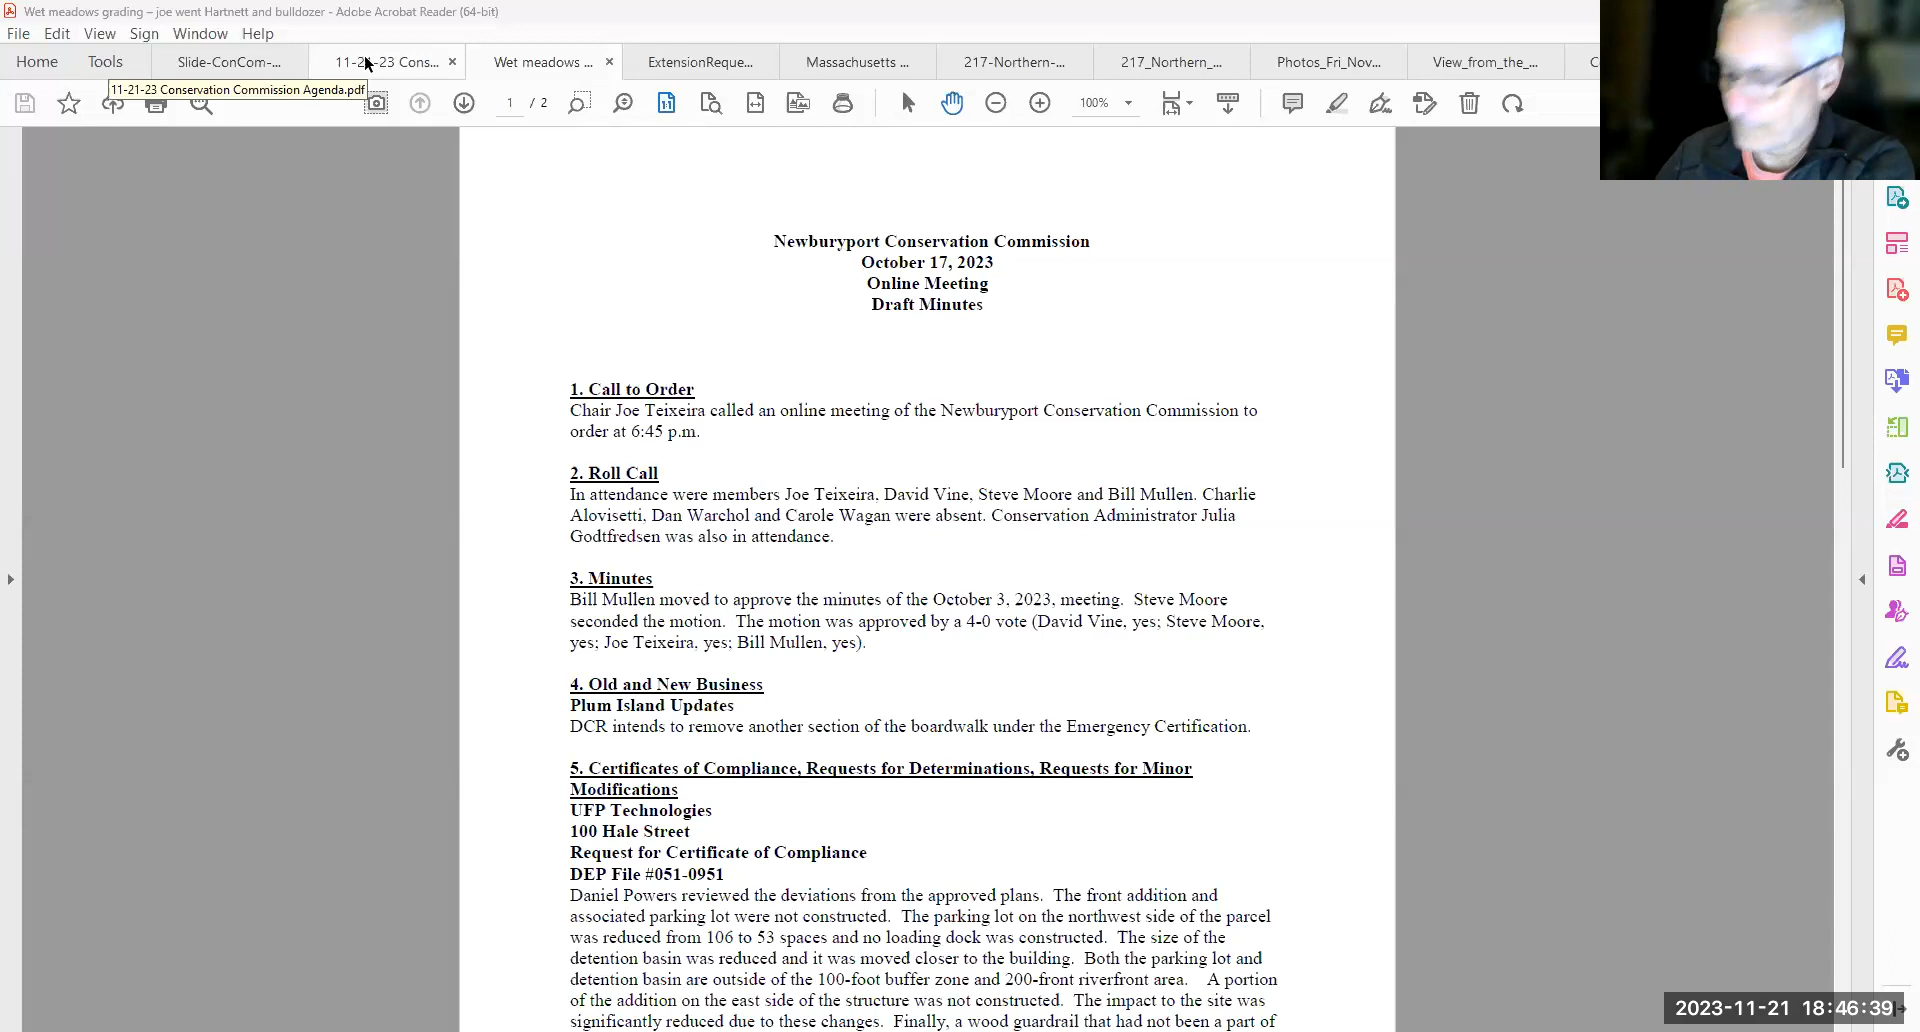 Wet meadows grading – joe went Hartnett and bulldozer - Adobe Acrobat Reader (64-bit)
File Edit View Sign Window Help
Home Tools Slide-ConCom-... 11-21-23 Cons... × Wet meadows ... × ExtensionReque... Massachusetts ... 217-Northern-... 217_Northern_... Photos_Fri_Nov... View_from_the_... C
11-21-23 Conservation Commission Agenda.pdf
1 / 2 100%
Newburyport Conservation Commission
October 17, 2023
Online Meeting
Draft Minutes
1. Call to Order
Chair Joe Teixeira called an online meeting of the Newburyport Conservation Commission to
order at 6:45 p.m.
2. Roll Call
In attendance were members Joe Teixeira, David Vine, Steve Moore and Bill Mullen. Charlie
Alovisetti, Dan Warchol and Carole Wagan were absent. Conservation Administrator Julia
Godtfredsen was also in attendance.
3. Minutes
Bill Mullen moved to approve the minutes of the October 3, 2023, meeting. Steve Moore
seconded the motion. The motion was approved by a 4-0 vote (David Vine, yes; Steve Moore,
yes; Joe Teixeira, yes; Bill Mullen, yes).
4. Old and New Business
Plum Island Updates
DCR intends to remove another section of the boardwalk under the Emergency Certification.
5. Certificates of Compliance, Requests for Determinations, Requests for Minor
Modifications
UFP Technologies
100 Hale Street
Request for Certificate of Compliance
DEP File #051-0951
Daniel Powers reviewed the deviations from the approved plans. The front addition and
associated parking lot were not constructed. The parking lot on the northwest side of the parcel
was reduced from 106 to 53 spaces and no loading dock was constructed. The size of the
detention basin was reduced and it was moved closer to the building. Both the parking lot and
detention basin are outside of the 100-foot buffer zone and 200-front riverfront area. A portion
of the addition on the east side of the structure was not constructed. The impact to the site was
significantly reduced due to these changes. Finally, a wood guardrail that had not been a part of
2023-11-21 18:46:39